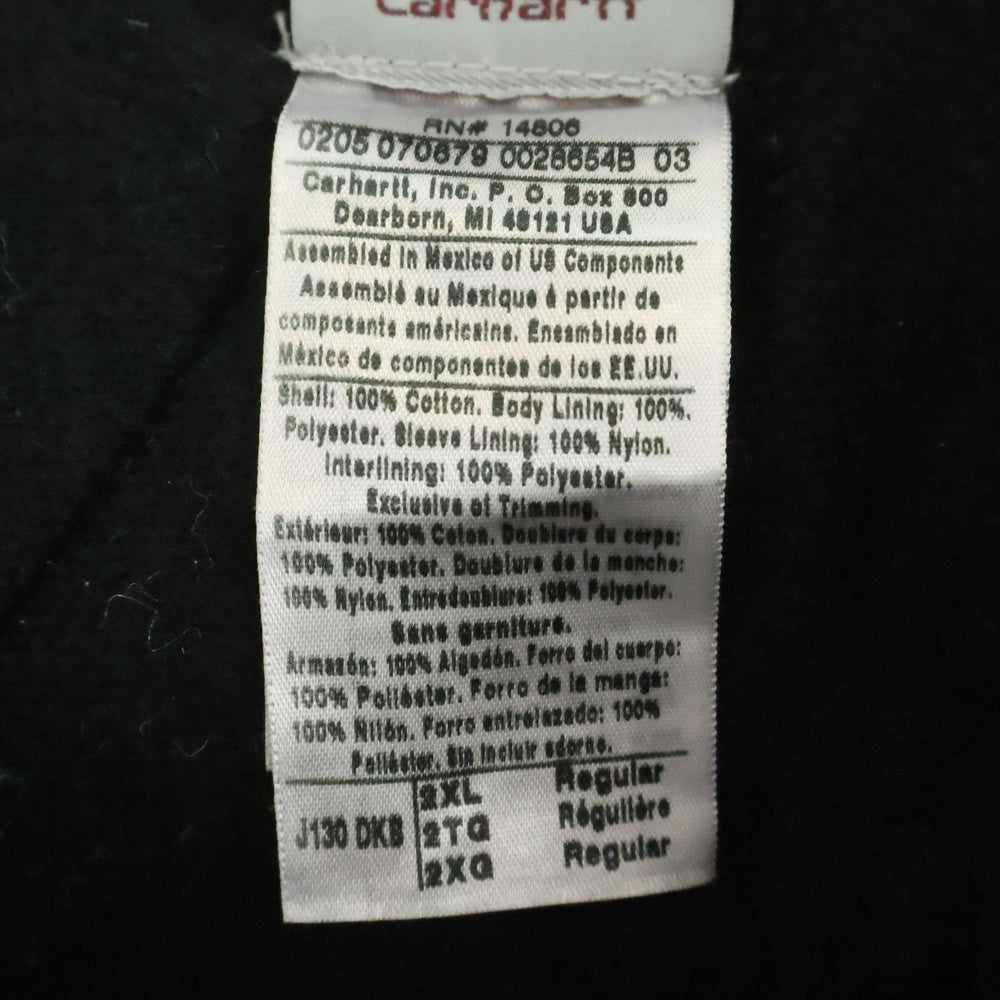 Carhartt
RN# 14806
0205 070679 0028654B 03
Carhartt, Inc. P. O. Box 600
Dearborn, MI 48121 USA
Assembled in Mexico of US Components
Assemblé au Mexique à partir de
composants américains. Ensamblado en
México de componentes de los EE.UU.
Shell: 100% Cotton. Body Lining: 100%.
Polyester. Sleeve Lining: 100% Nylon.
Interlining: 100% Polyester.
Exclusive of Trimming.
Extérieur: 100% Coton. Doublure du corps:
100% Polyester. Doublure de la manche:
100% Nylon. Entredoublure: 100% Polyester.
Sans garniture.
Armazón: 100% Algodón. Forro del cuerpo:
100% Poliéster. Forro de la manga:
100% Nilón. Forro entrelazado: 100%
Poliéster. Sin incluir adorno.
J130 DKB
2XL Regular
2TG Régulière
2XG Regular